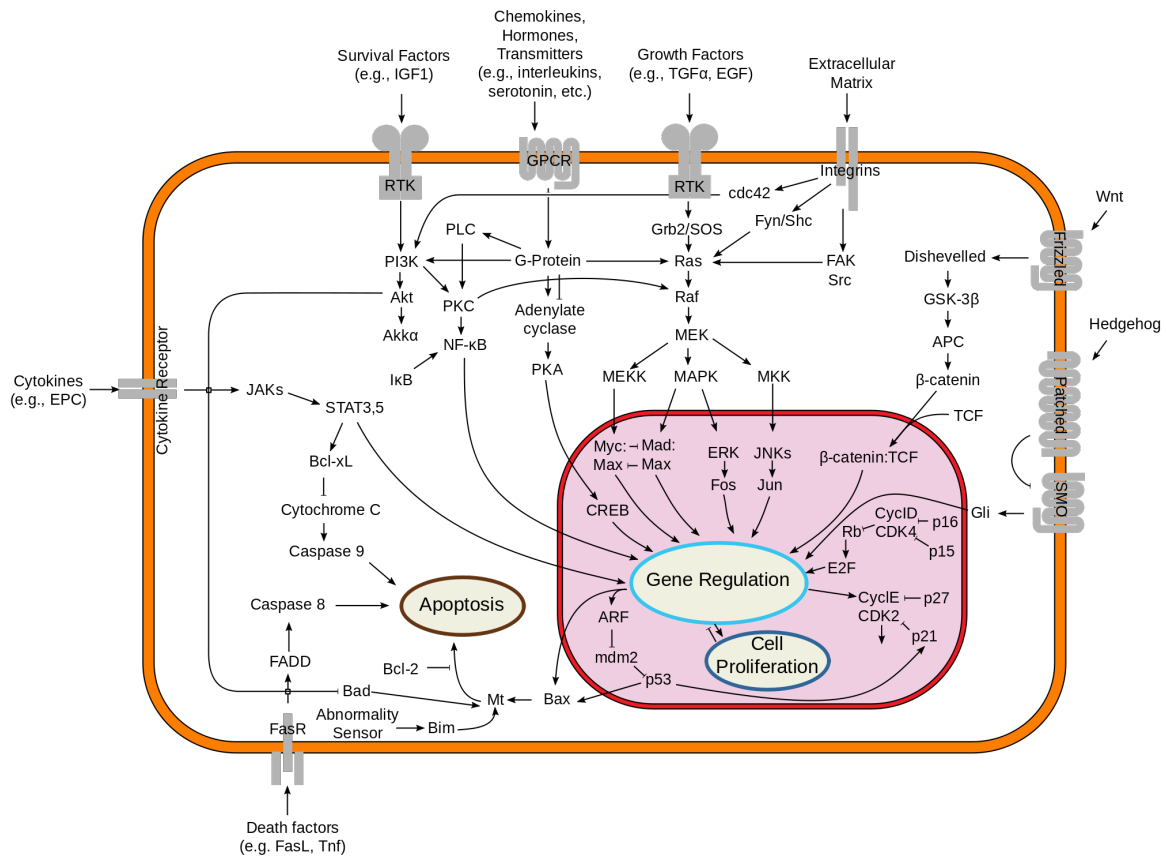 Chemokines,
Hormones,
Transmitters
(e.g., interleukins,
serotonin, etc.)
Survival Factors
(e.g., IGF1)
Growth Factors
(e.g., TGFα, EGF)
Extracellular
Matrix
RTK
GPCR
RTK
Integrins
cdc42
Wnt
Fyn/Shc
PLC
Grb2/SOS
Frizzled
PI3K
G-Protein
Ras
FAK
Src
Dishevelled
Akt
PKC
Adenylate
cyclase
Raf
GSK-3β
Akkα
NF-κB
MEK
APC
Hedgehog
IκB
PKA
MEKK
MAPK
MKK
β-catenin
Patched
Cytokines
(e.g., EPC)
Cytokine Receptor
JAKs
STAT3,5
TCF
Myc:
Mad:
Max
Max
ERK
JNKs
β-catenin:TCF
Bcl-xL
Fos
Jun
SMO
Cytochrome C
CREB
Gli
CyclD
CDK4
p16
Rb
p15
Caspase 9
E2F
Gene Regulation
Caspase 8
Apoptosis
CyclE
CDK2
p27
ARF
p21
Cell
Proliferation
FADD
Bcl-2
mdm2
p53
Bad
Mt
Bax
Abnormality
Sensor
Bim
FasR
Death factors
(e.g. FasL, Tnf)